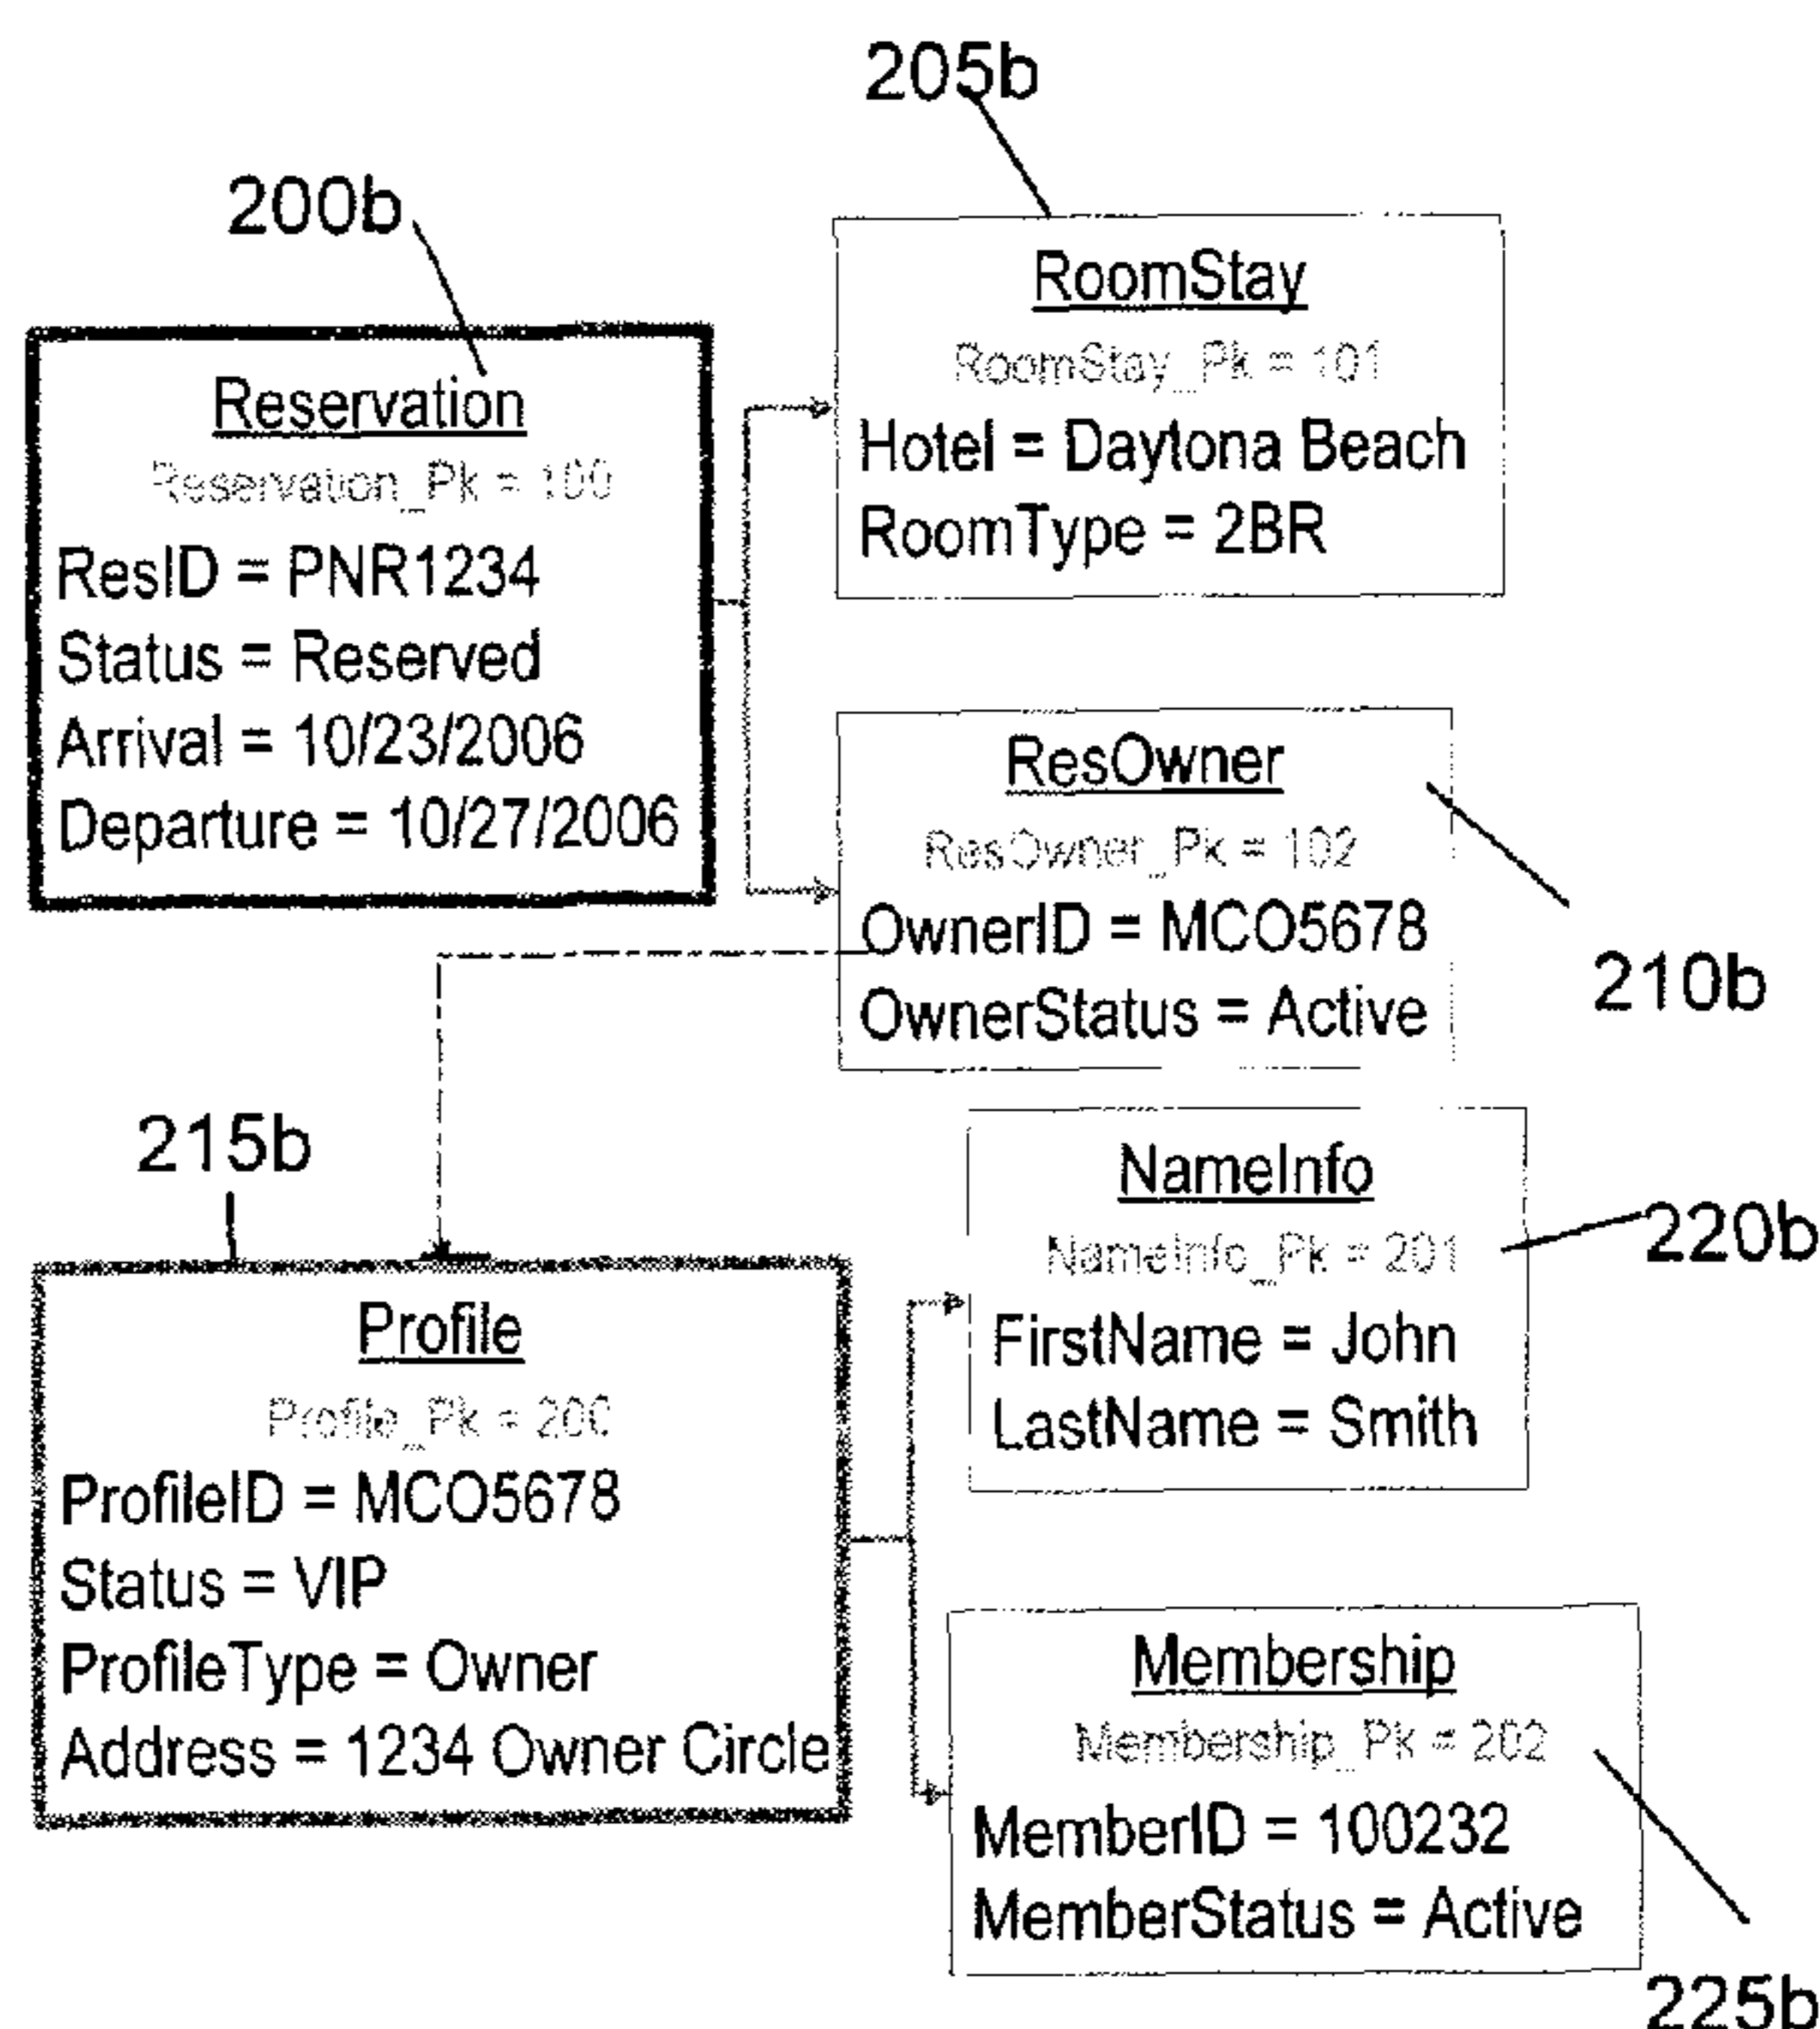 205b
200b
RoomStay
RoomStay_Pk = 101
Hotel = Daytona Beach
RoomType = 2BR
Reservation
Reservation_Pk = 100
ResID = PNR1234
Status = Reserved
Arrival = 10/23/2006
Departure = 10/27/2006
ResOwner
ResOwner_Pk = 102
OwnerID = MCO5678
OwnerStatus = Active
210b
215b
NameInfo
NameInfo_Pk = 201
FirstName = John
LastName = Smith
220b
Profile
Profile_Pk = 200
ProfileID = MCO5678
Status = VIP
ProfileType = Owner
Address = 1234 Owner Circle
Membership
Membership_Pk = 202
MemberID = 100232
MemberStatus = Active
225b